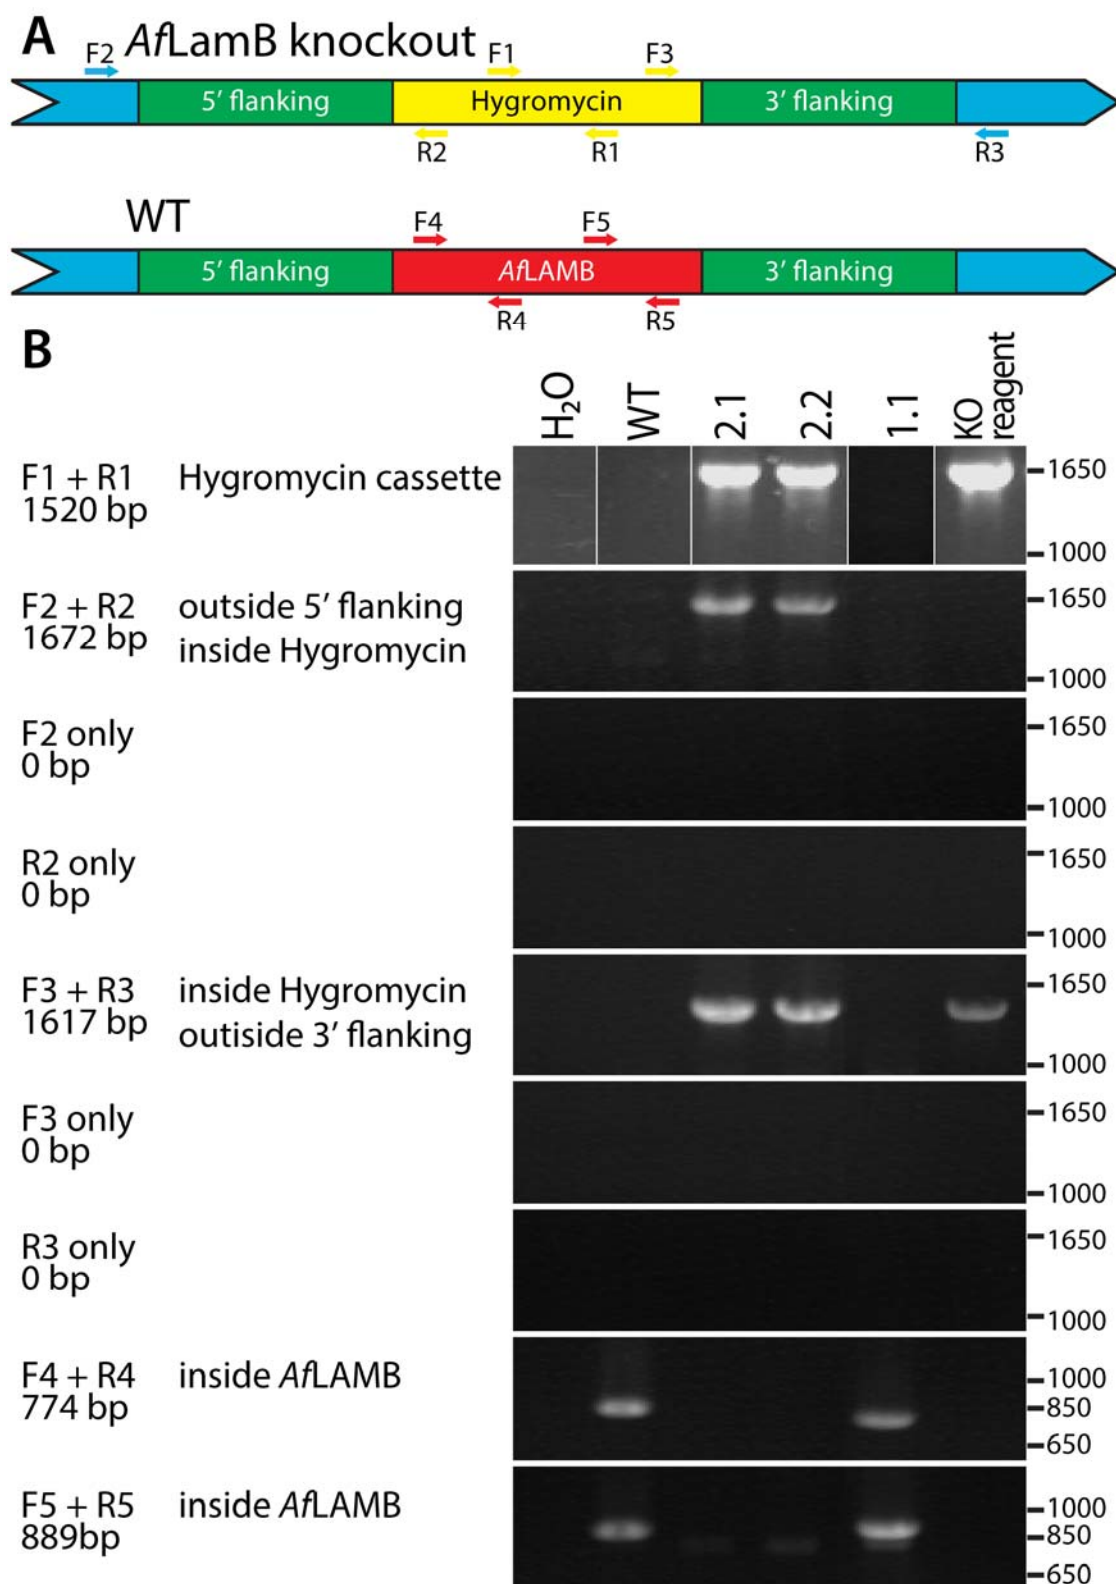 A AfLamB knockout
F2 F1 F3
5′ flanking Hygromycin 3′ flanking
R2 R1 R3
WT
F4 F5
5′ flanking AfLAMB 3′ flanking
R4 R5
B
H₂O WT 2.1 2.2 1.1 KO reagent
F1 + R1 Hygromycin cassette 1650
1520 bp
1000
F2 + R2 outside 5′ flanking 1650
1672 bp inside Hygromycin
1000
F2 only 1650
0 bp
1000
R2 only 1650
0 bp
1000
F3 + R3 inside Hygromycin 1650
1617 bp outiside 3′ flanking
1000
F3 only 1650
0 bp
1000
R3 only 1650
0 bp
1000
F4 + R4 inside AfLAMB 1000
774 bp 850
650
F5 + R5 inside AfLAMB 1000
889bp 850
650